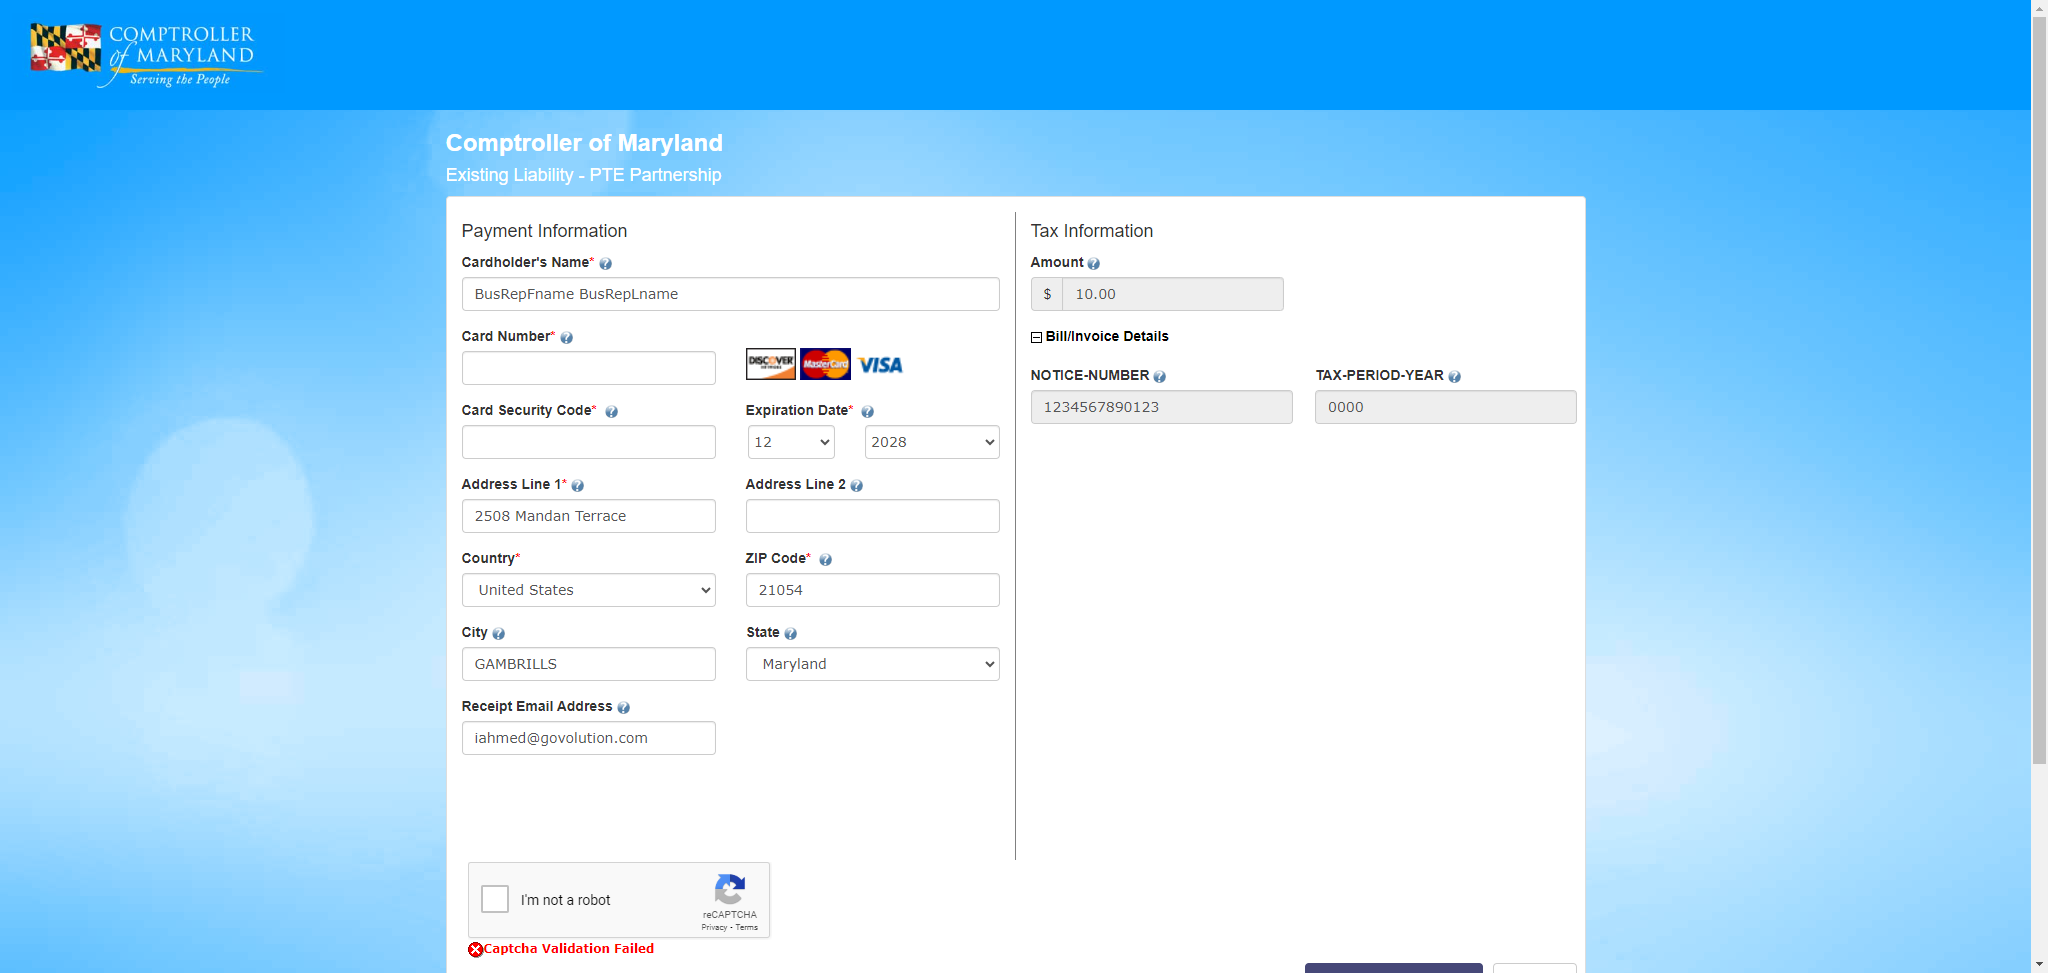 COMPTROLLER
of MARYLAND
Serving the People
Comptroller of Maryland
Existing Liability - PTE Partnership
Payment Information
Cardholder's Name*
BusRepFname BusRepLname
Card Number*
DISCOVER
NETWORK
MasterCard
VISA
Card Security Code*
Expiration Date*
12
2028
Address Line 1*
Address Line 2
2508 Mandan Terrace
Country*
ZIP Code*
United States
21054
City
State
GAMBRILLS
Maryland
Receipt Email Address
iahmed@govolution.com
I'm not a robot
reCAPTCHA
Privacy - Terms
Captcha Validation Failed
Tax Information
Amount
$ 10.00
Bill/Invoice Details
NOTICE-NUMBER
TAX-PERIOD-YEAR
1234567890123
0000